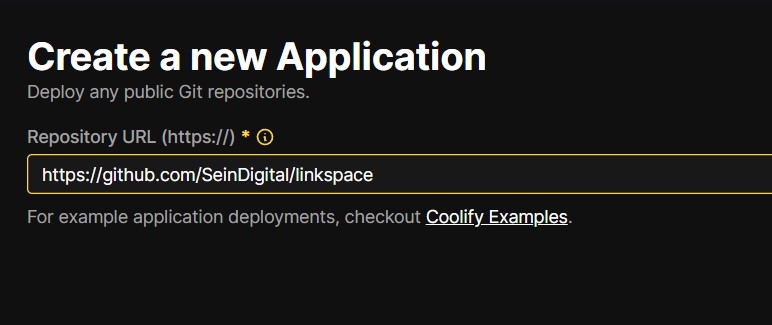 Create a new Application
Deploy any public Git repositories.
Repository URL (https://) *
https://github.com/SeinDigital/linkspace
For example application deployments, checkout Coolify Examples.